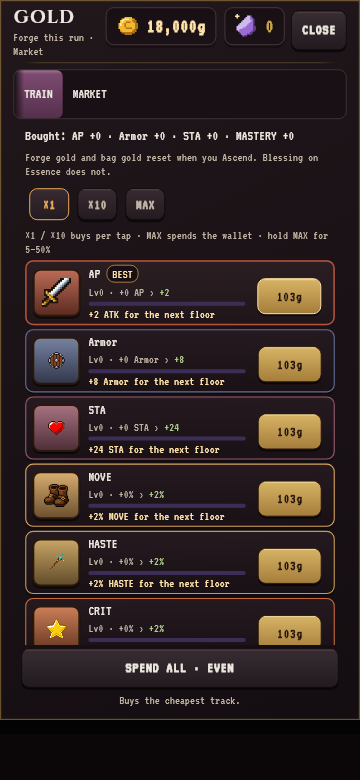 GOLD
Forge this run ·
Market
18,000g
0
CLOSE
TRAIN
MARKET
Bought: AP +0 · Armor +0 · STA +0 · MASTERY +0
Forge gold and bag gold reset when you Ascend. Blessing on
Essence does not.
X1
X10
MAX
X1 / X10 buys per tap · MAX spends the wallet · hold MAX for
5–50%
AP BEST
Lv0 · +0 AP › +2
+2 ATK for the next floor
103g
Armor
Lv0 · +0 Armor › +8
+8 Armor for the next floor
103g
STA
Lv0 · +0 STA › +24
+24 STA for the next floor
103g
MOVE
Lv0 · +0% › +2%
+2% MOVE for the next floor
103g
HASTE
Lv0 · +0% › +2%
+2% HASTE for the next floor
103g
CRIT
Lv0 · +0% › +2%
103g
SPEND ALL · EVEN
Buys the cheapest track.